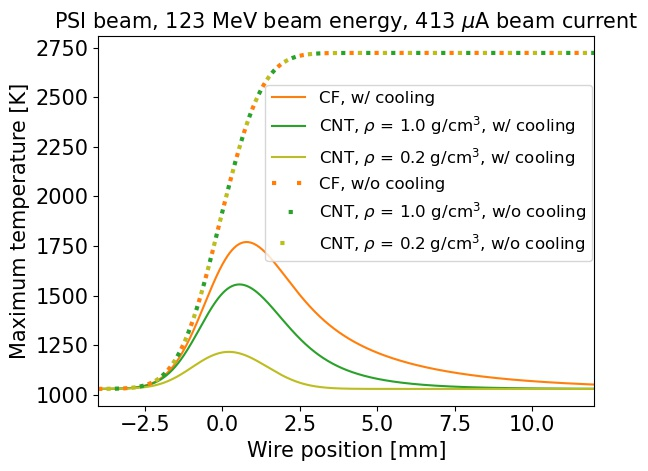 PSI beam, 123 MeV beam energy, 413 μA beam current
Maximum temperature [K]
2750
2500
2250
2000
1750
1500
1250
1000
CF, w/ cooling
CNT, ρ = 1.0 g/cm³, w/ cooling
CNT, ρ = 0.2 g/cm³, w/ cooling
CF, w/o cooling
CNT, ρ = 1.0 g/cm³, w/o cooling
CNT, ρ = 0.2 g/cm³, w/o cooling
−2.5 0.0 2.5 5.0 7.5 10.0
Wire position [mm]